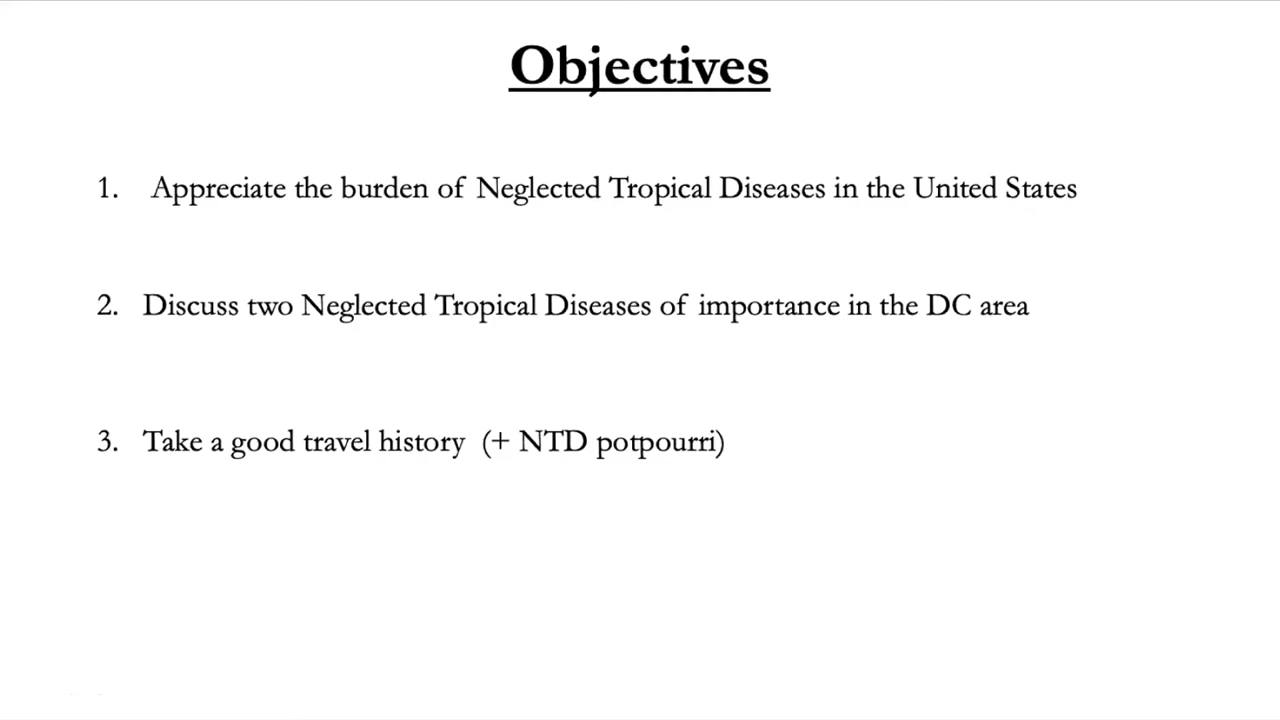 Objectives
1. Appreciate the burden of Neglected Tropical Diseases in the United States
2. Discuss two Neglected Tropical Diseases of importance in the DC area
3. Take a good travel history (+ NTD potpourri)